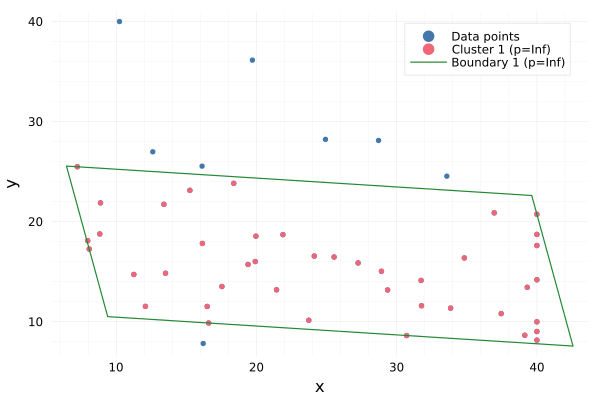 40
Data points
Cluster 1 (p=Inf)
Boundary 1 (p=Inf)
30
y
20
10
10 20 30 40
x